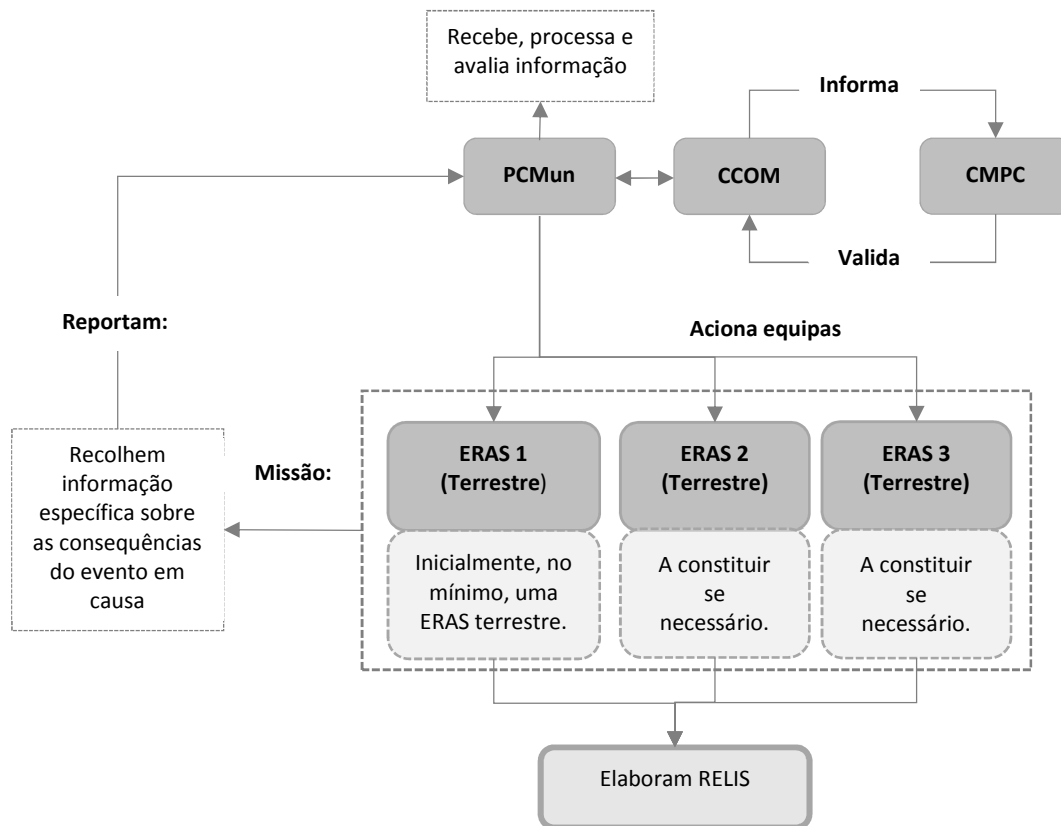 Recebe, processa e
avalia informação
Informa
PCMun
CCOM
CMPC
Valida
Reportam:
Aciona equipas
Recolhem
informação
específica sobre
as consequências
do evento em
causa
Missão:
ERAS 1
(Terrestre)
Inicialmente, no
mínimo, uma
ERAS terrestre.
ERAS 2
(Terrestre)
A constituir
se
necessário.
ERAS 3
(Terrestre)
A constituir
se
necessário.
Elaboram RELIS